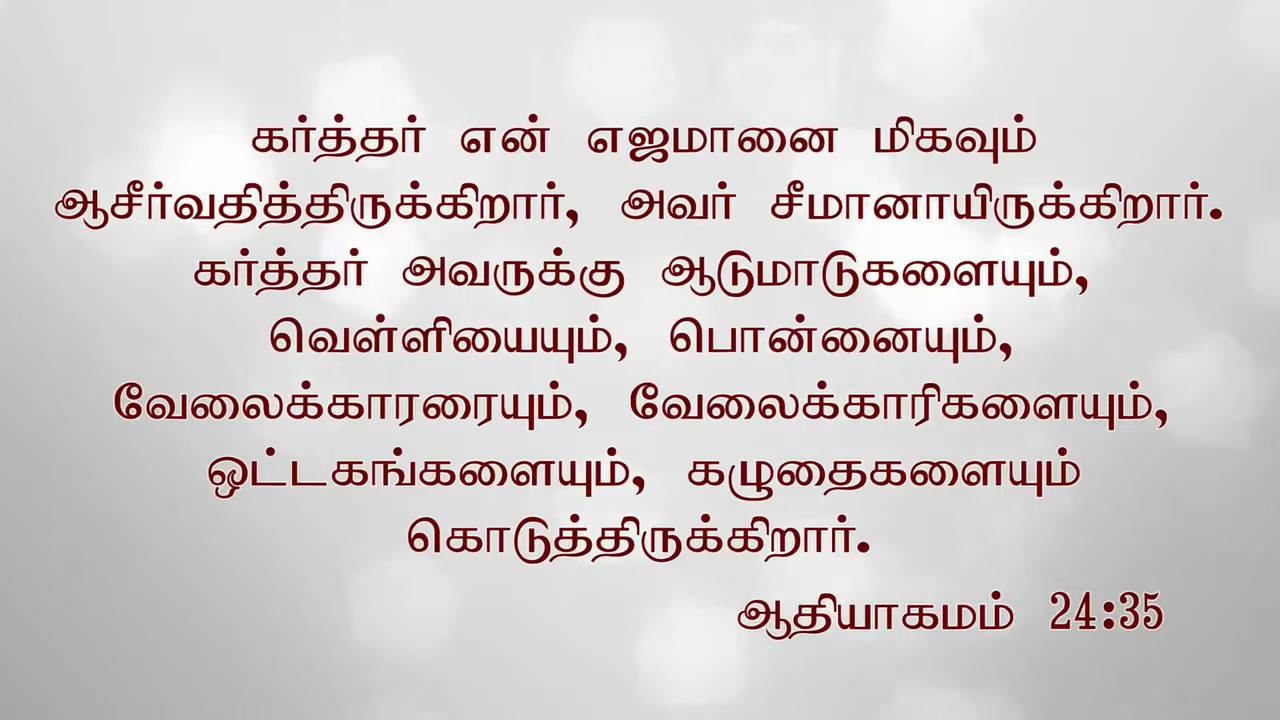 கர்த்தர் என் எஜமானை மிகவும்
ஆசீர்வதித்திருக்கிறார், அவர் சீமானாயிருக்கிறார்.
கர்த்தர் அவருக்கு ஆடுமாடுகளையும்,
வெள்ளியையும், பொன்னையும்,
வேலைக்காரரையும், வேலைக்காரிகளையும்,
ஒட்டகங்களையும், கழுதைகளையும்
கொடுத்திருக்கிறார்.
ஆதியாகமம் 24:35